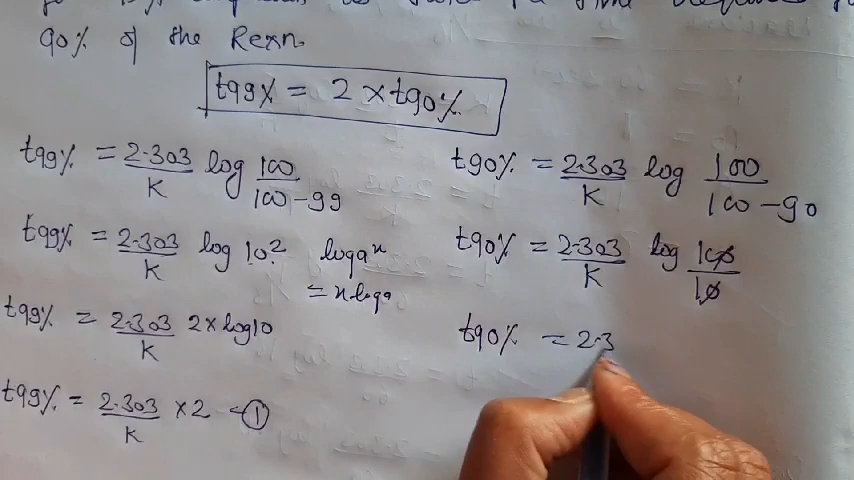 90% of the Rexn
t99% = 2 × t90%
t99% = 2.303/K log 100/100-99
t99% = 2.303/K log 10² log a^x
= x log a
t99% = 2.303/K 2 × log10
t99% = 2.303/K × 2 - ①
t90% = 2.303/K log 100/100-90
t90% = 2.303/K log 100/10
t90% = 2.3